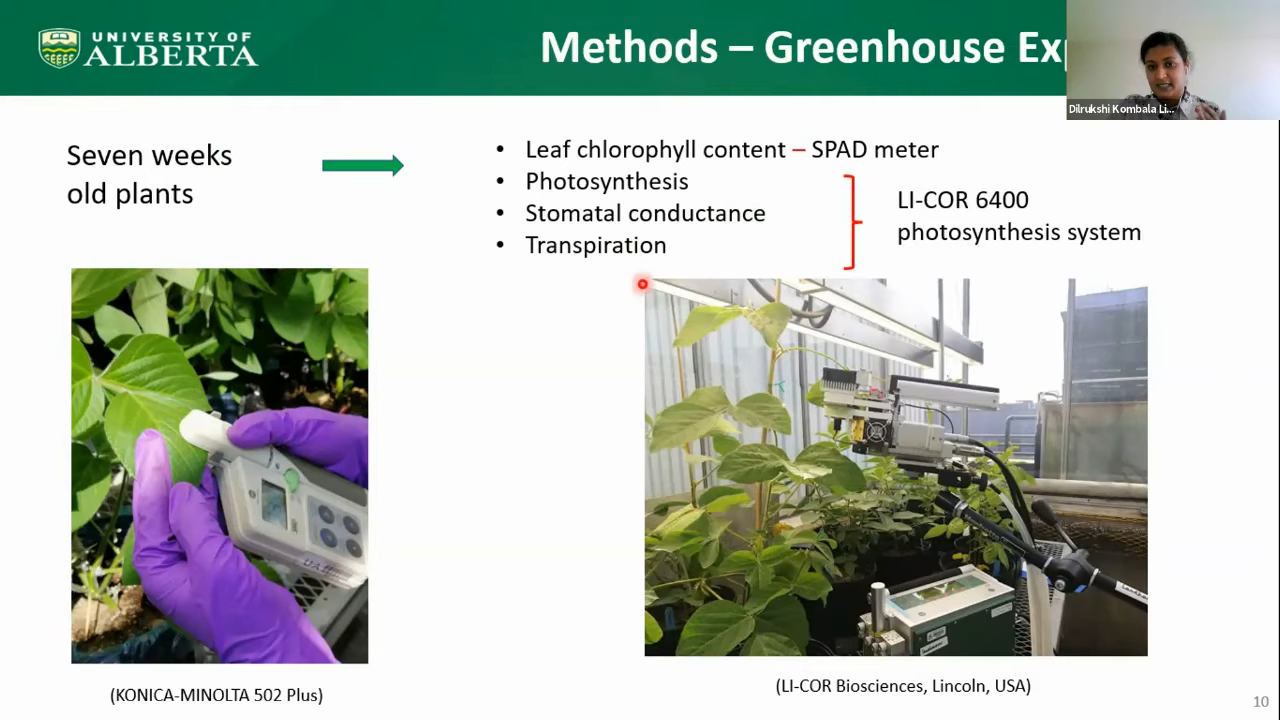 UNIVERSITY OF
ALBERTA
Methods – Greenhouse Ex
Dilrukshi Kombala Li...
Seven weeks
old plants
• Leaf chlorophyll content – SPAD meter
• Photosynthesis
• Stomatal conductance
• Transpiration
LI-COR 6400
photosynthesis system
(KONICA-MINOLTA 502 Plus)
(LI-COR Biosciences, Lincoln, USA)
10